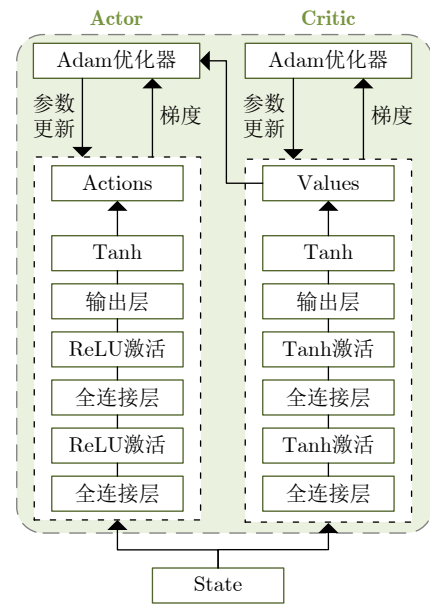 Actor
Critic
Adam优化器
Adam优化器
参数
更新
梯度
参数
更新
梯度
Actions
Values
Tanh
Tanh
输出层
输出层
ReLU激活
Tanh激活
全连接层
全连接层
ReLU激活
Tanh激活
全连接层
全连接层
State